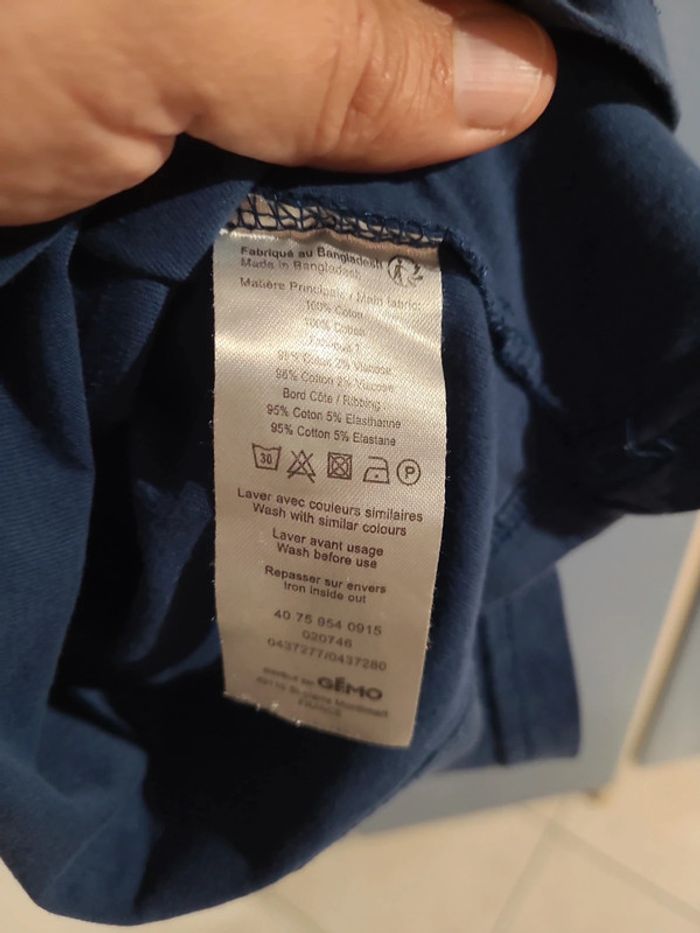 Fabriqué au Bangladesh
Made in Bangladesh
Matière Principale / Main fabric:
100% Coton
100% Cotton
2% Viscose
98% Cotton 2% Viscose
Bord Côte / Ribbing
95% Coton 5% Elasthanne
95% Cotton 5% Elastane
30 P
Laver avec couleurs similaires
Wash with similar colours
Laver avant usage
Wash before use
Repasser sur envers
Iron inside out
40 75 954 0915
020746
0437277/0437280
GÉMO
FRANCE